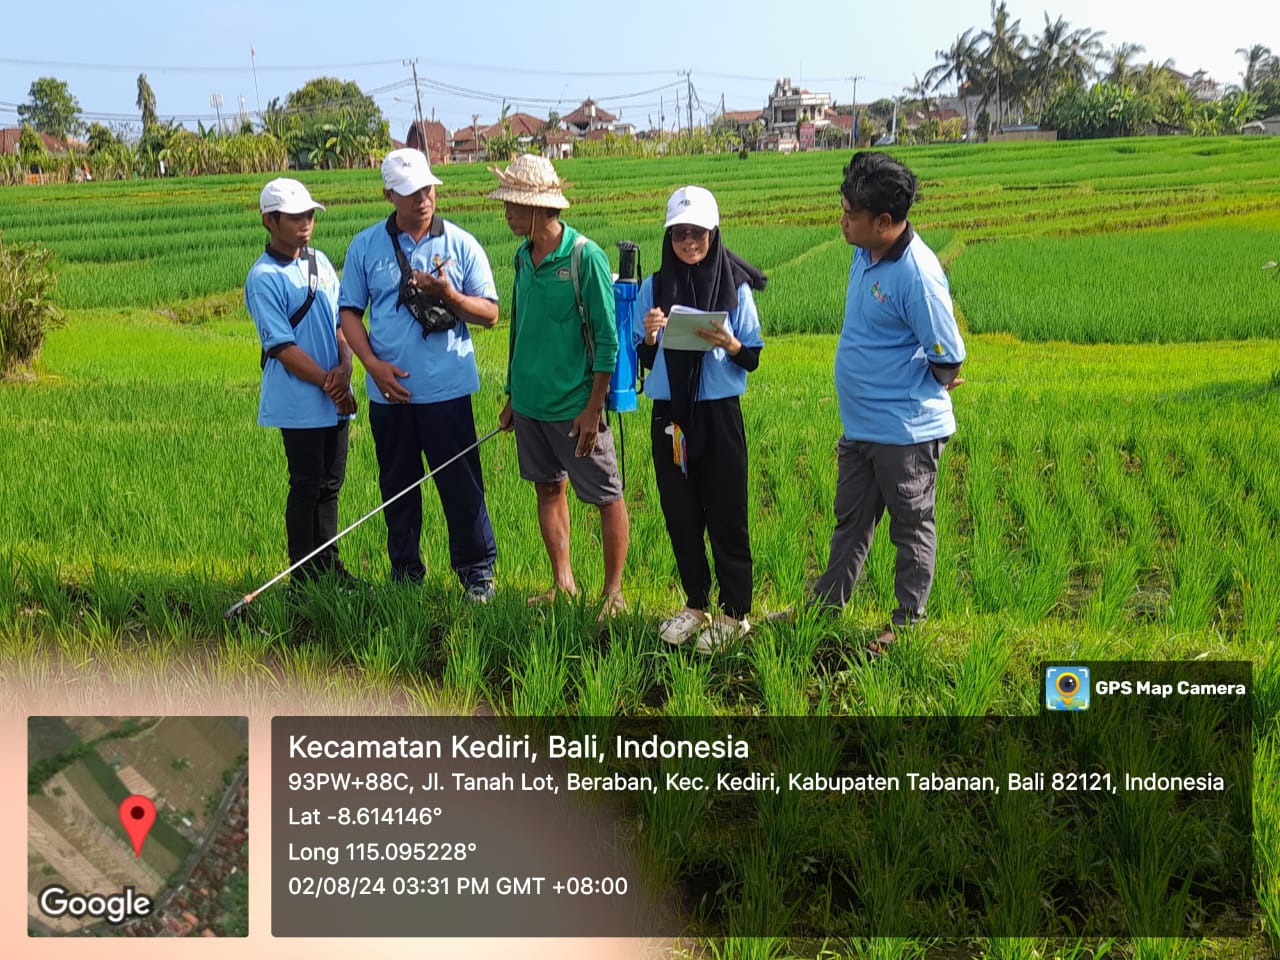 GPS Map Camera
Kecamatan Kediri, Bali, Indonesia
93PW+88C, Jl. Tanah Lot, Beraban, Kec. Kediri, Kabupaten Tabanan, Bali 82121, Indonesia
Lat -8.614146°
Long 115.095228°
02/08/24 03:31 PM GMT +08:00
Google